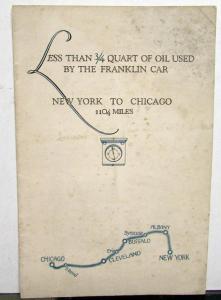 LESS THAN 3/4 QUART OF OIL USED
BY THE FRANKLIN CAR
NEW YORK TO CHICAGO
1104 MILES
ALBANY
Syracuse
BUFFALO
Erie
CLEVELAND
CHICAGO
Toledo
NEW YORK